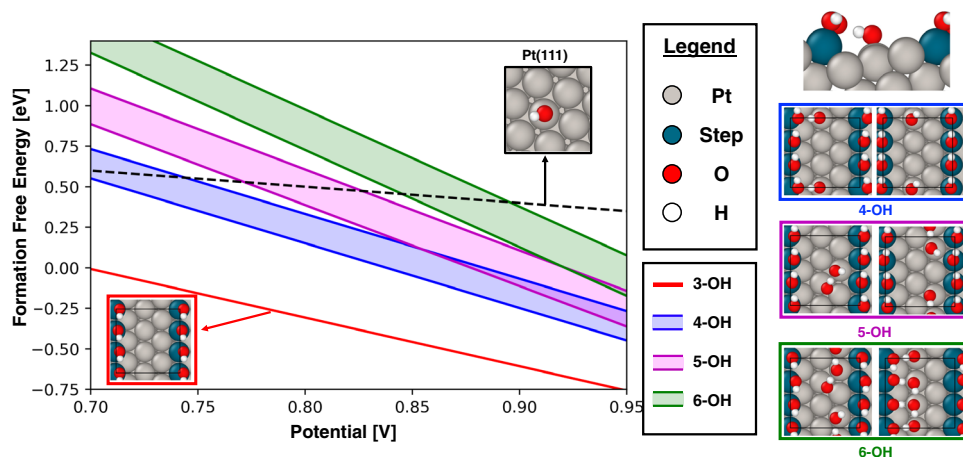 Formation Free Energy [eV]
1.25
1.00
0.75
0.50
0.25
0.00
−0.25
−0.50
−0.75
0.70
0.75
0.80
0.85
0.90
0.95
Potential [V]
Pt(111)
Legend
Pt
Step
O
H
3-OH
4-OH
5-OH
6-OH
4-OH
5-OH
6-OH